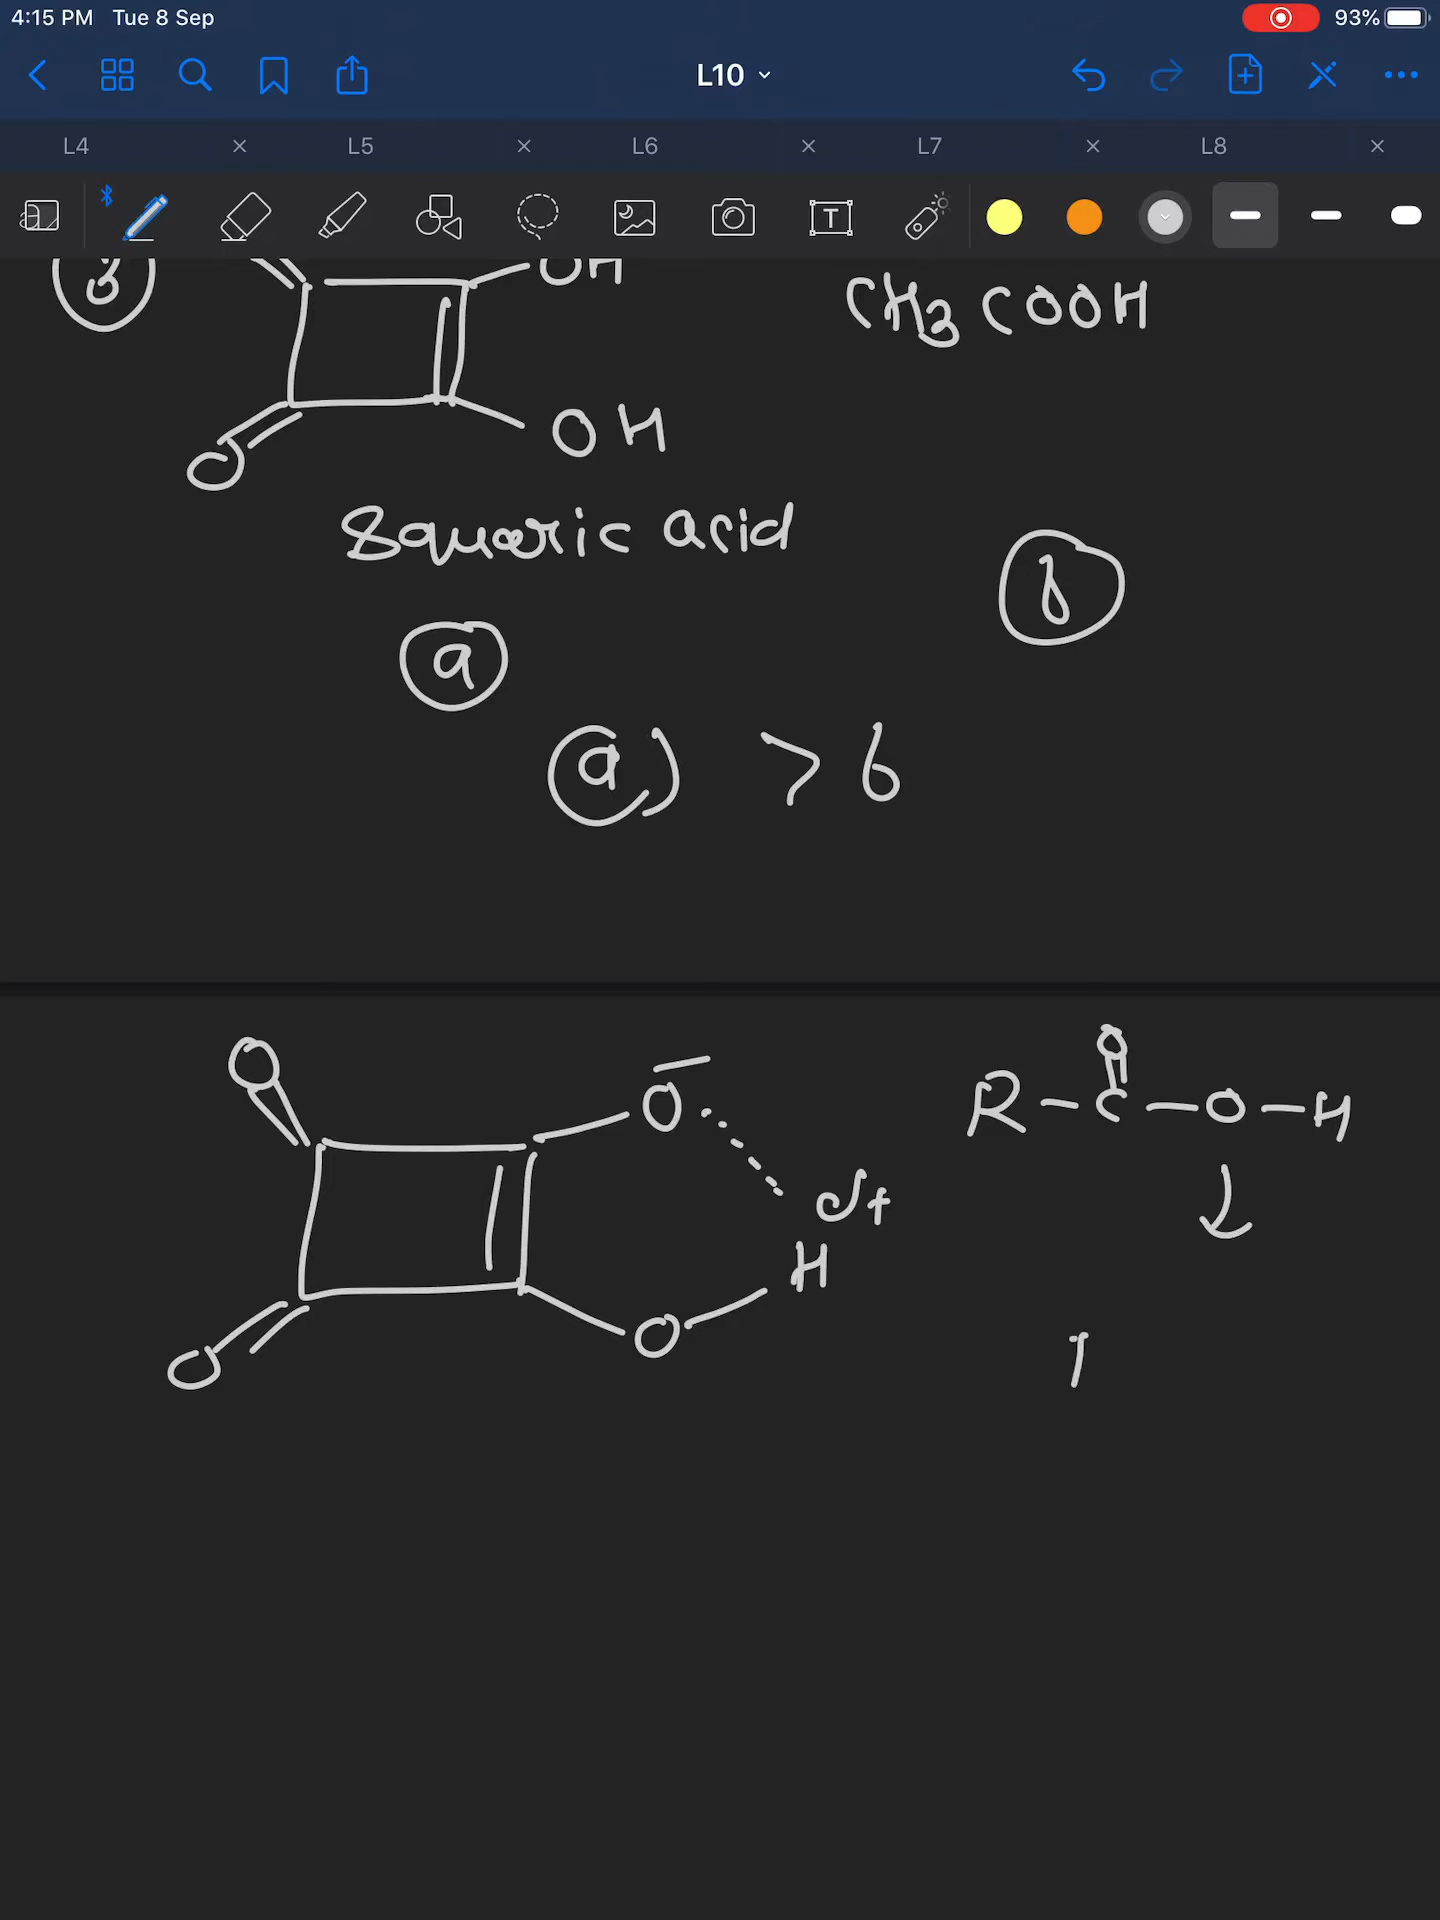 4:15 PM Tue 8 Sep 93%
L10
L4 L5 L6 L7 L8
T
3 OH CH3 COOH
OH
O
Squaric acid
b
a
a) > b
O O R-C-O-H
O
δ+
H
O O
1